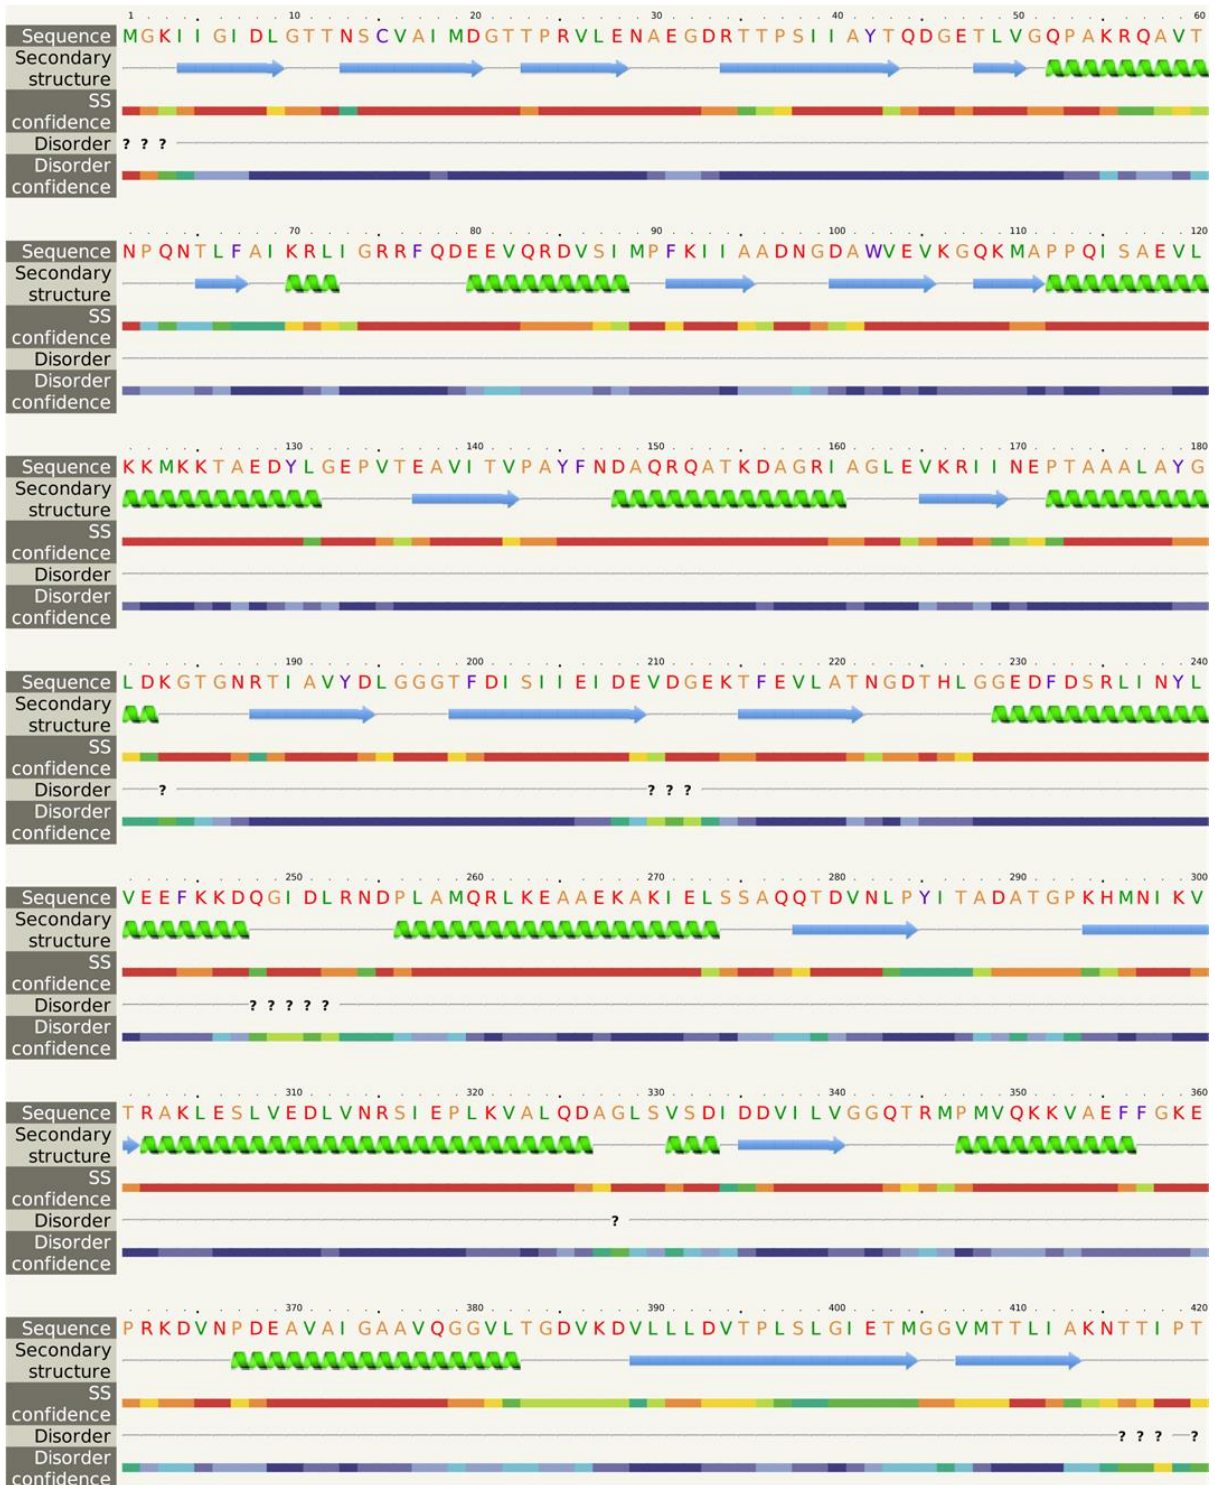 1 10 20 30 40 50 60
Sequence MGKIIGIDLGTTNSCVAIMDGTTPRVLENAEGDRTTPSIIAYTQDGETLVGQPAKRQAVT
Secondary structure
SS confidence
Disorder ? ? ?
Disorder confidence
70 80 90 100 110 120
Sequence NPQNTLFAIKRLIGRRFQDEEVQRDVSIMPFKIIAADNGDAWVEVKGQKMAPPQISAEVL
Secondary structure
SS confidence
Disorder
Disorder confidence
130 140 150 160 170 180
Sequence KKMKKTAEDYLGEPVTEAVITVPAYFNDAQRQATKDAGRIAGLEVKRIINEPTAAALAYG
Secondary structure
SS confidence
Disorder
Disorder confidence
190 200 210 220 230 240
Sequence LDKGTGNRTIAVYDLGGGTFDISIIEIDEVDGEKTFEVLATNGDTHLGGEDFDSRLINYL
Secondary structure
SS confidence
Disorder ? ? ? ?
Disorder confidence
250 260 270 280 290 300
Sequence VEEFKKDQGIDLRNDPLAMQRLKEAAEKAKIELSSAQQTDVNLPYITADATGPKHMNIKV
Secondary structure
SS confidence
Disorder ? ? ? ? ?
Disorder confidence
310 320 330 340 350 360
Sequence TRAKLESLVEDLVNRSIEPLKVALQDAGLSVSDIDDVILVGGQTRMPMVQKKVAEFFGKE
Secondary structure
SS confidence
Disorder ?
Disorder confidence
370 380 390 400 410 420
Sequence PRKDVNPDEAVAIGAAVQGGVLTGDVKDVLLLDVTPLSLGIETMGGVMTTLIAKNTTIPT
Secondary structure
SS confidence
Disorder ? ? ? ?
Disorder confidence